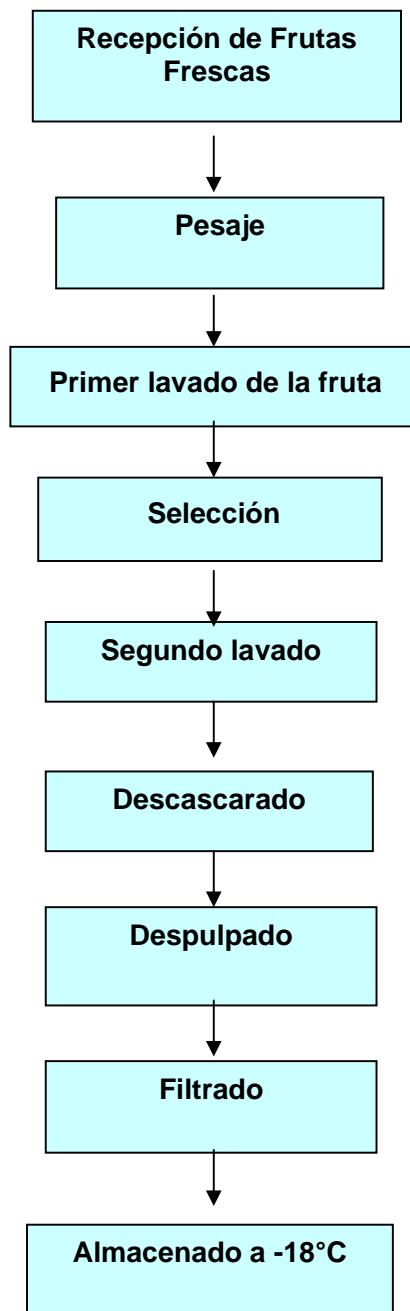 Recepción de Frutas
Frescas
Pesaje
Primer lavado de la fruta
Selección
Segundo lavado
Descascarado
Despulpado
Filtrado
Almacenado a -18°C